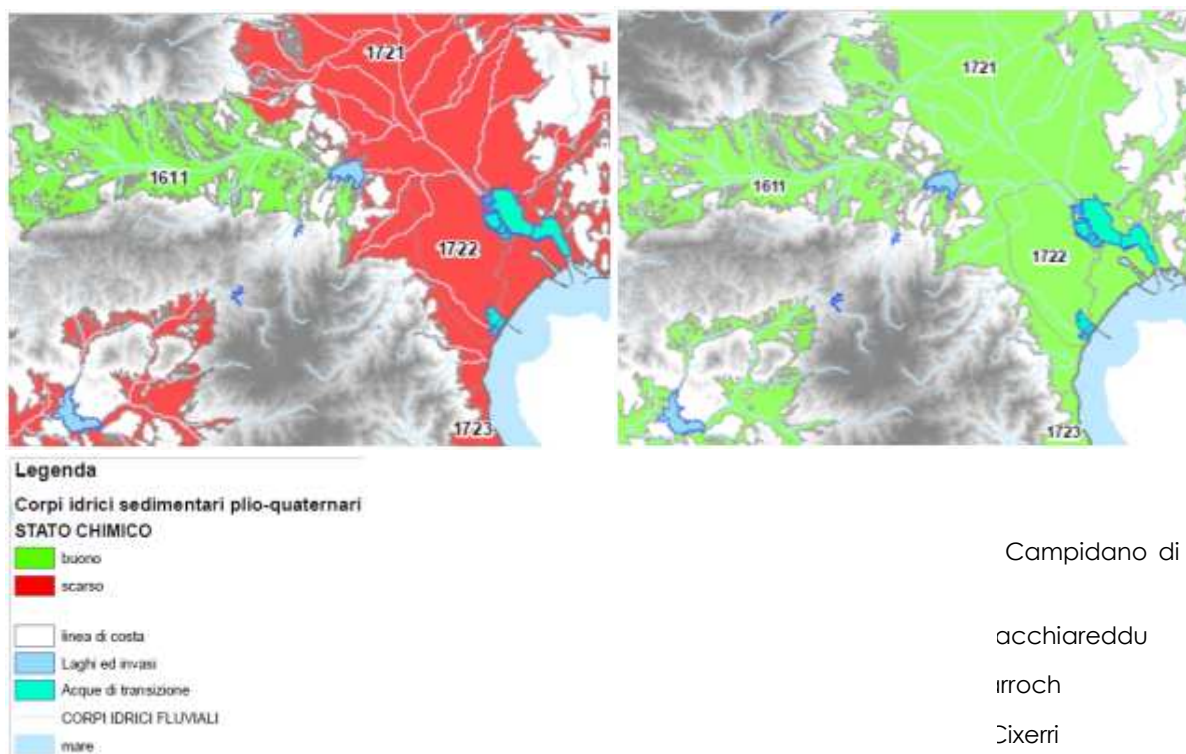 1721
1611
1722
1723
1721
1611
1722
1723
Legenda
Corpi idrici sedimentari plio-quaternari
STATO CHIMICO
buono
scarso
linea di costa
Laghi ed invasi
Acque di transizione
CORPI IDRICI FLUVIALI
mare
Campidano di
acchiareddu
rroch
Cixerri